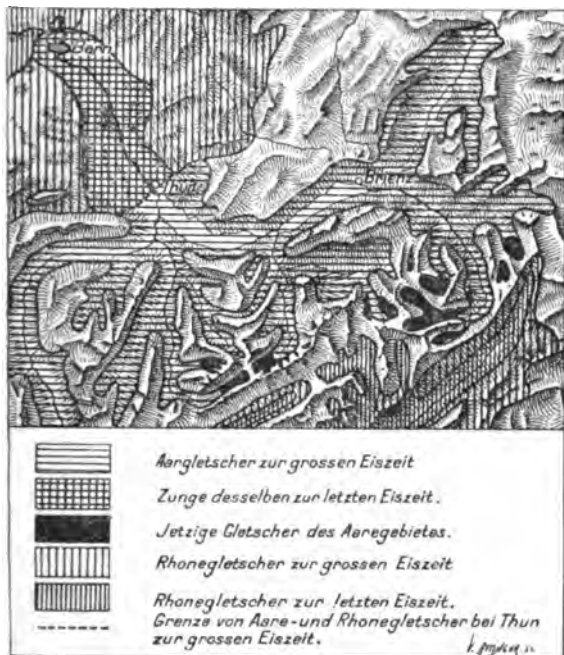 Bern
Thun
Brienz
Aargletscher zur grossen Eiszeit
Zunge desselben zur letzten Eiszeit.
Jetzige Gletscher des Aaregebietes.
Rhonegletscher zur grossen Eiszeit
Rhonegletscher zur letzten Eiszeit.
Grenze von Aare- und Rhonegletscher bei Thun
zur grossen Eiszeit.